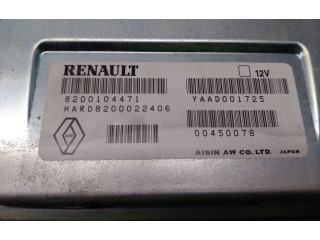 RENAULT
12V
8200104471 YAAD001725
HARD8200022406
00450078
AISIN AW CO. LTD. JAPAN